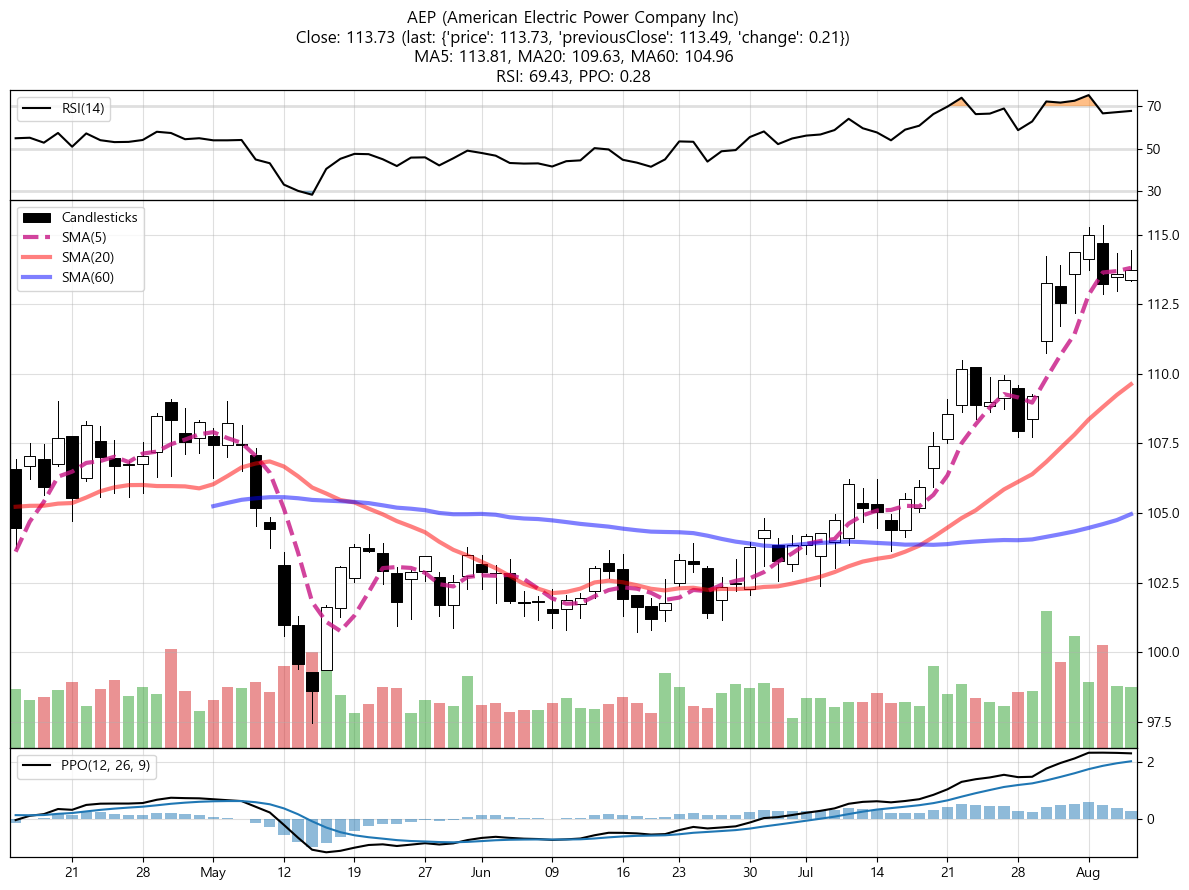 AEP (American Electric Power Company Inc)
Close: 113.73 (last: {'price': 113.73, 'previousClose': 113.49, 'change': 0.21})
MA5: 113.81, MA20: 109.63, MA60: 104.96
RSI: 69.43, PPO: 0.28
RSI(14)
70
50
30
Candlesticks
SMA(5)
SMA(20)
SMA(60)
115.0
112.5
110.0
107.5
105.0
102.5
100.0
97.5
PPO(12, 26, 9)
2
0
21 28 May 12 19 27 Jun 09 16 23 30 Jul 14 21 28 Aug